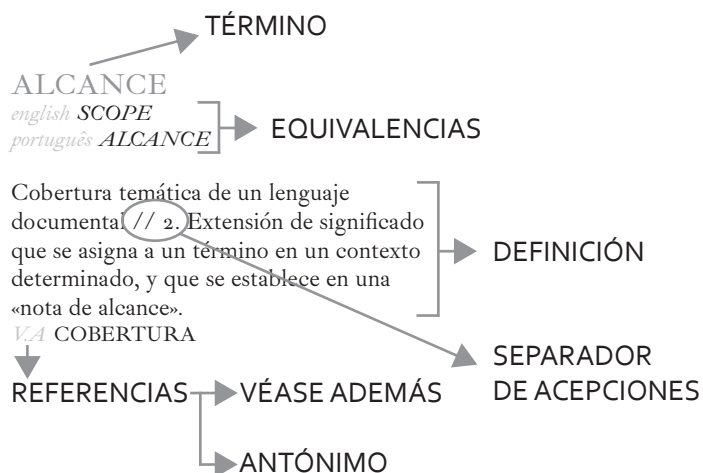 TÉRMINO
ALCANCE
english SCOPE
português ALCANCE
EQUIVALENCIAS
Cobertura temática de un lenguaje
documental // 2. Extensión de significado
que se asigna a un término en un contexto
determinado, y que se establece en una
«nota de alcance».
V.A COBERTURA
DEFINICIÓN
SEPARADOR
DE ACEPCIONES
REFERENCIAS
VÉASE ADEMÁS
ANTÓNIMO